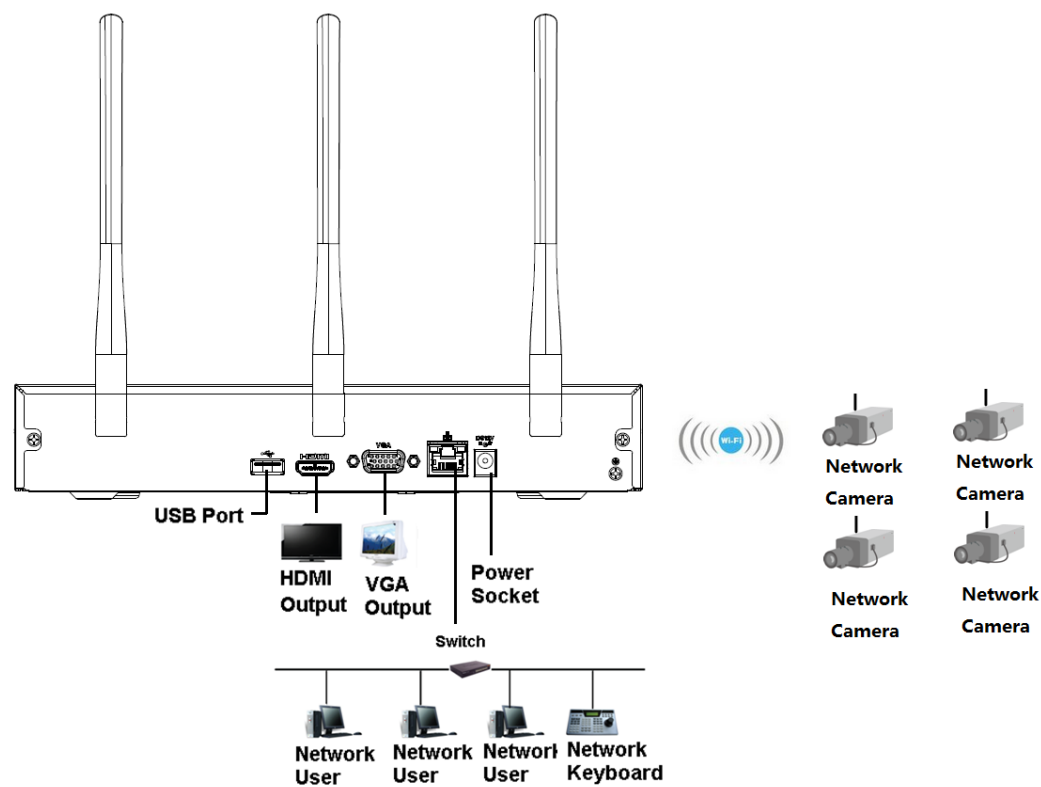 VGA
HDMI
USB Port
HDMI
Output
VGA
Output
Power
Socket
Switch
Network
User
Network
User
Network
User
Network
Keyboard
Wi-Fi
Network
Camera
Network
Camera
Network
Camera
Network
Camera